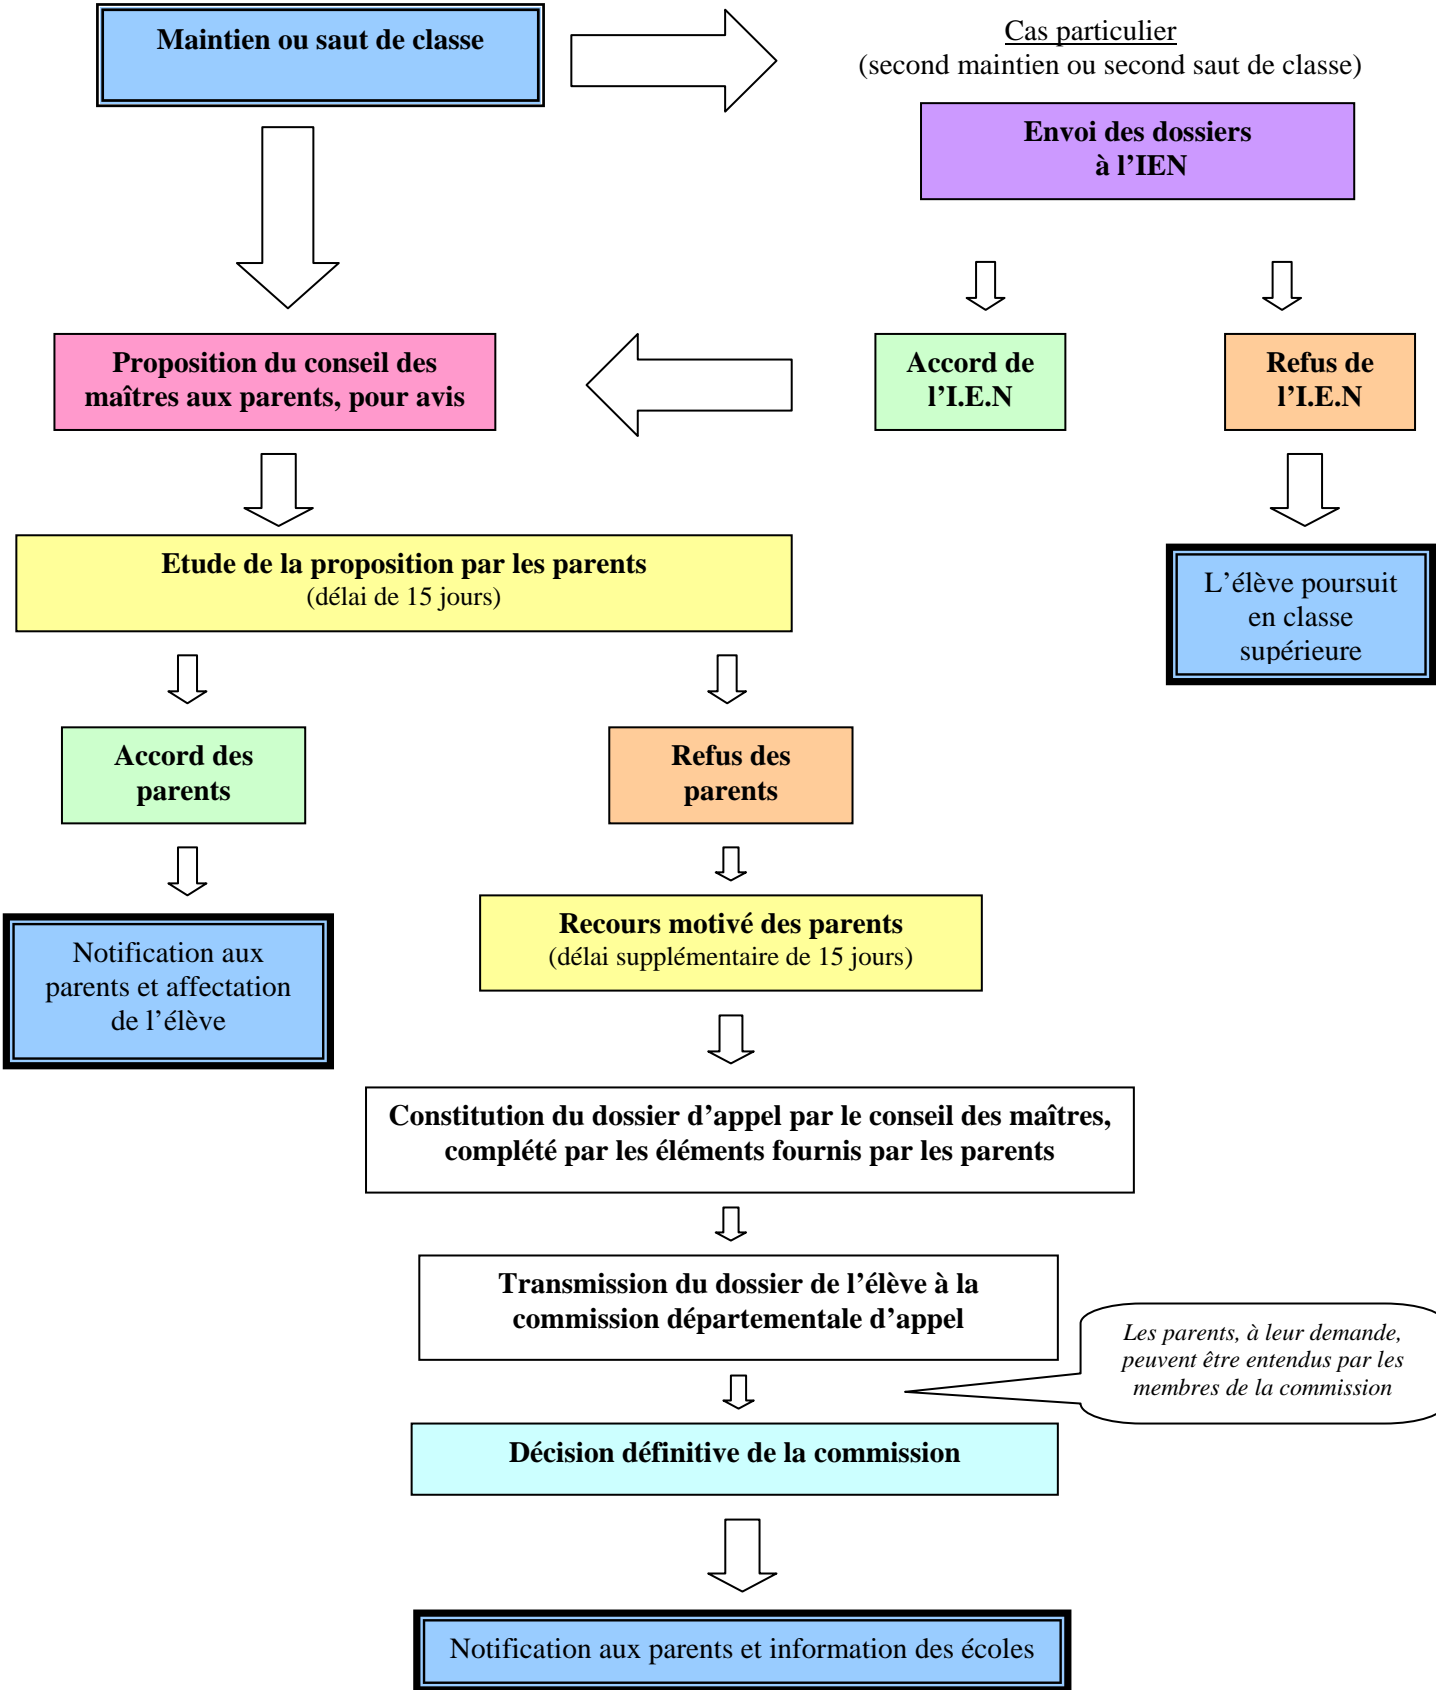 Maintien ou saut de classe
Cas particulier
(second maintien ou second saut de classe)
Envoi des dossiers
à l’IEN
Proposition du conseil des
maîtres aux parents, pour avis
Accord de
l’I.E.N
Refus de
l’I.E.N
Etude de la proposition par les parents
(délai de 15 jours)
L’élève poursuit
en classe
supérieure
Accord des
parents
Refus des
parents
Notification aux
parents et affectation
de l’élève
Recours motivé des parents
(délai supplémentaire de 15 jours)
Constitution du dossier d’appel par le conseil des maîtres,
complété par les éléments fournis par les parents
Transmission du dossier de l’élève à la
commission départementale d’appel
Les parents, à leur demande,
peuvent être entendus par les
membres de la commission
Décision définitive de la commission
Notification aux parents et information des écoles